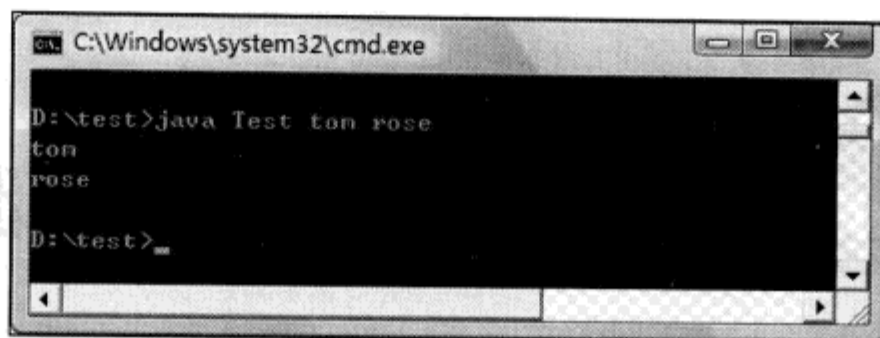 C:\Windows\system32\cmd.exe
D:\test>java Test tom rose
tom
rose
D:\test>_